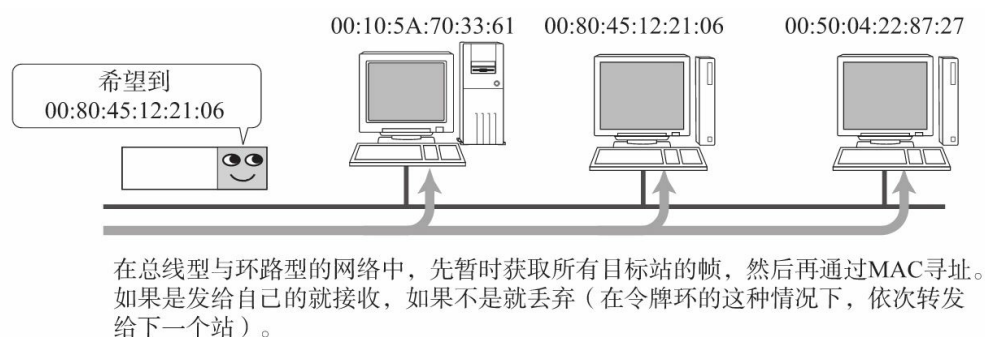 00:10:5A:70:33:61 00:80:45:12:21:06 00:50:04:22:87:27
希望到
00:80:45:12:21:06
在总线型与环路型的网络中，先暂时获取所有目标站的帧，然后再通过MAC寻址。
如果是发给自己的就接收，如果不是就丢弃（在令牌环的这种情况下，依次转发
给下一个站）。